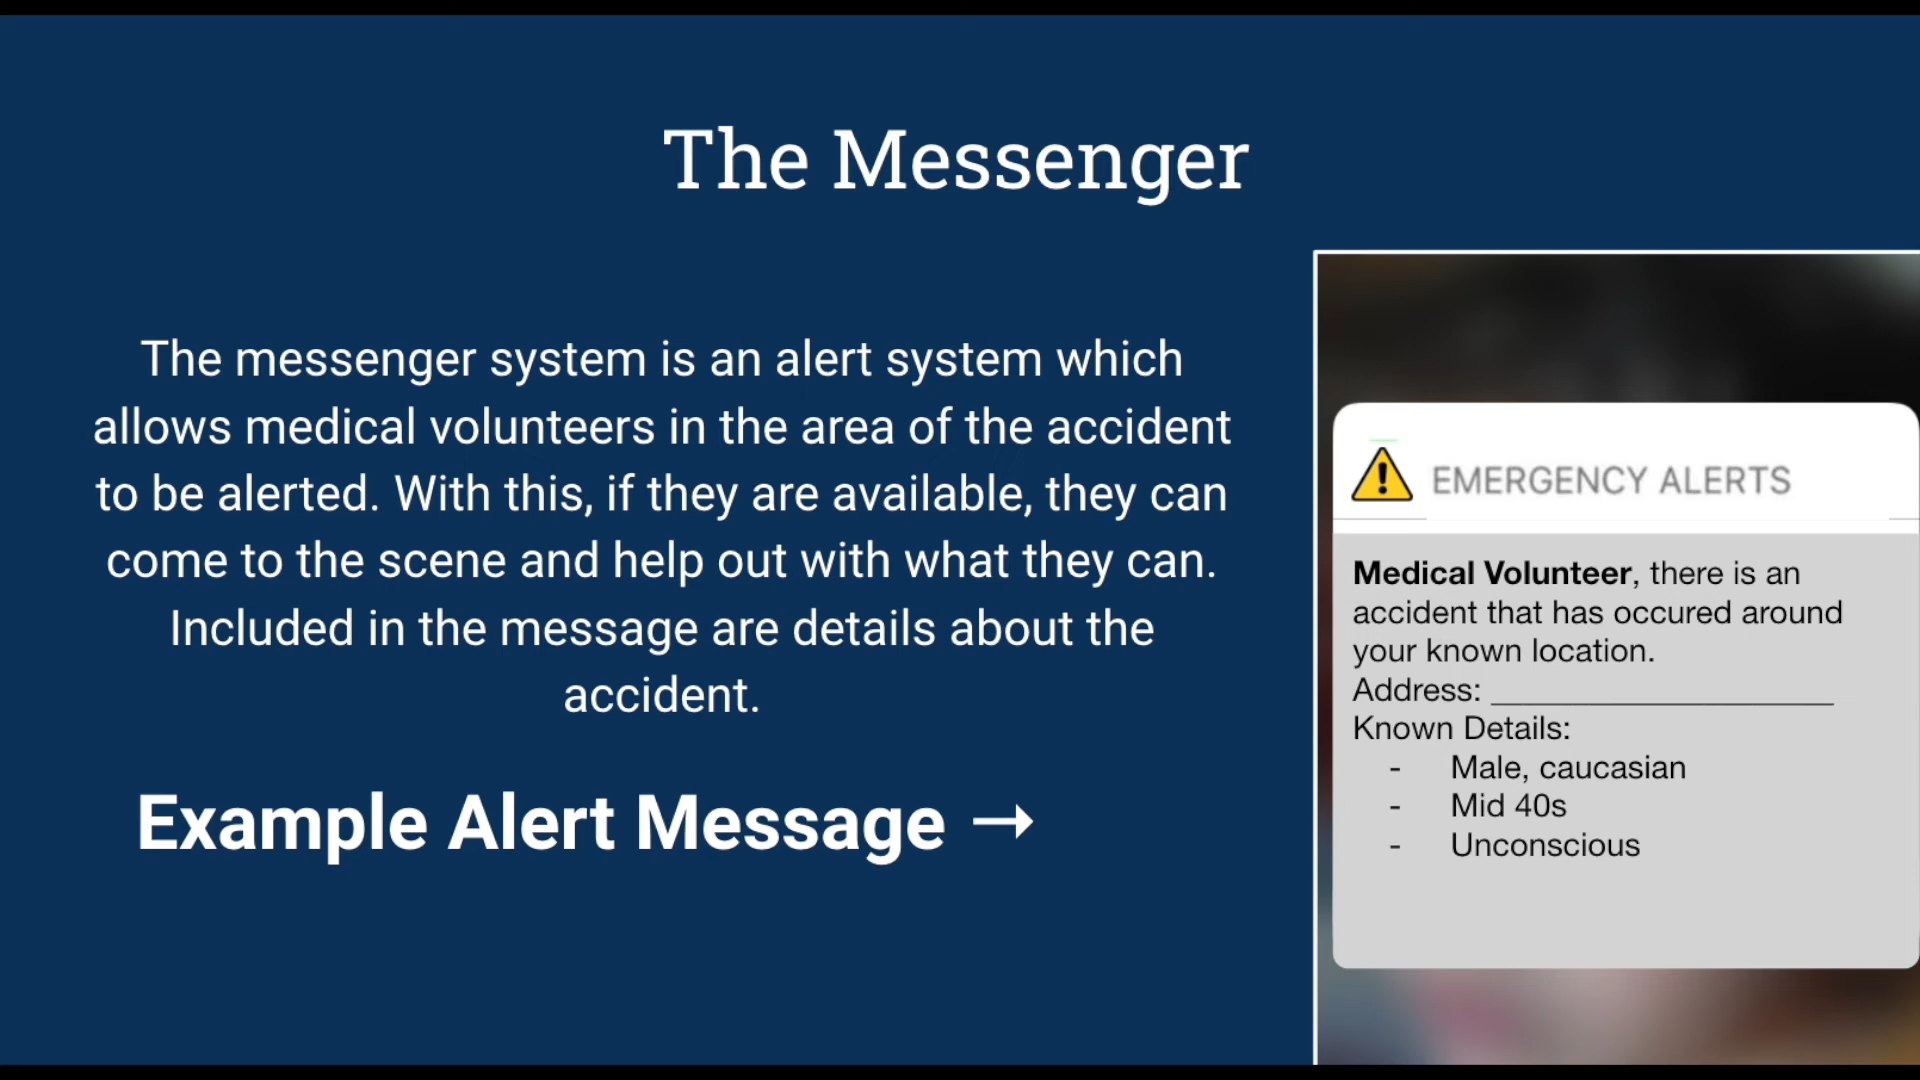 The Messenger
The messenger system is an alert system which
allows medical volunteers in the area of the accident
to be alerted. With this, if they are available, they can
come to the scene and help out with what they can.
Included in the message are details about the
accident.
Example Alert Message →
EMERGENCY ALERTS
Medical Volunteer, there is an
accident that has occured around
your known location.
Address: ___________________
Known Details:
- Male, caucasian
- Mid 40s
- Unconscious